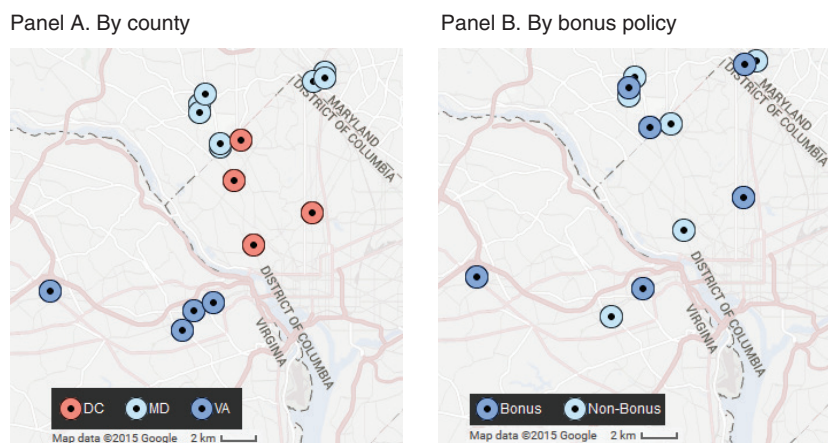 Panel A. By county
MARYLAND
DISTRICT OF COLUMBIA
DISTRICT OF COLUMBIA
VIRGINIA
DC MD VA
Map data ©2015 Google 2 km
Panel B. By bonus policy
MARYLAND
DISTRICT OF COLUMBIA
DISTRICT OF COLUMBIA
VIRGINIA
Bonus Non-Bonus
Map data ©2015 Google 2 km